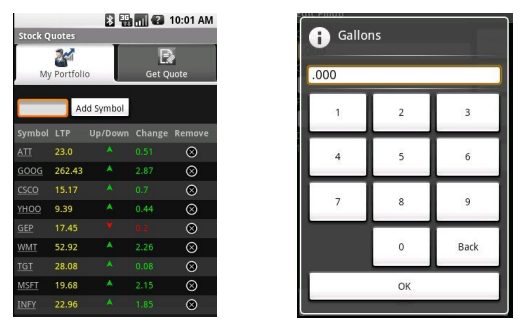 3G 10:01 AM
Stock Quotes
My Portfolio Get Quote
Add Symbol
Symbol LTP Up/Down Change Remove
ATT 23.0 0.51
GOOG 262.43 2.87
CSCO 15.17 0.7
YHOO 9.39 0.44
GEP 17.45 0.2
WMT 52.92 2.26
TGT 28.08 0.08
MSFT 19.68 2.15
INFY 22.96 1.85
Gallons
.000
1 2 3
4 5 6
7 8 9
0 Back
OK